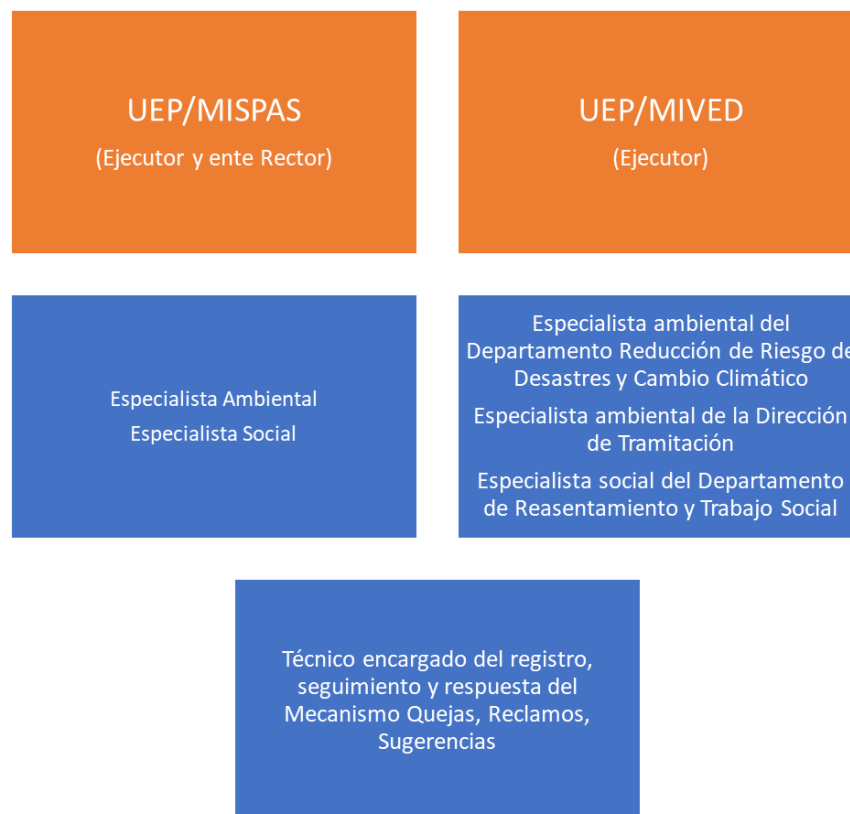 UEP/MISPAS
(Ejecutor y ente Rector)
UEP/MIVED
(Ejecutor)
Especialista Ambiental
Especialista Social
Especialista ambiental del
Departamento Reducción de Riesgo de
Desastres y Cambio Climático
Especialista ambiental de la Dirección
de Tramitación
Especialista social del Departamento
de Reasentamiento y Trabajo Social
Técnico encargado del registro,
seguimiento y respuesta del
Mecanismo Quejas, Reclamos,
Sugerencias